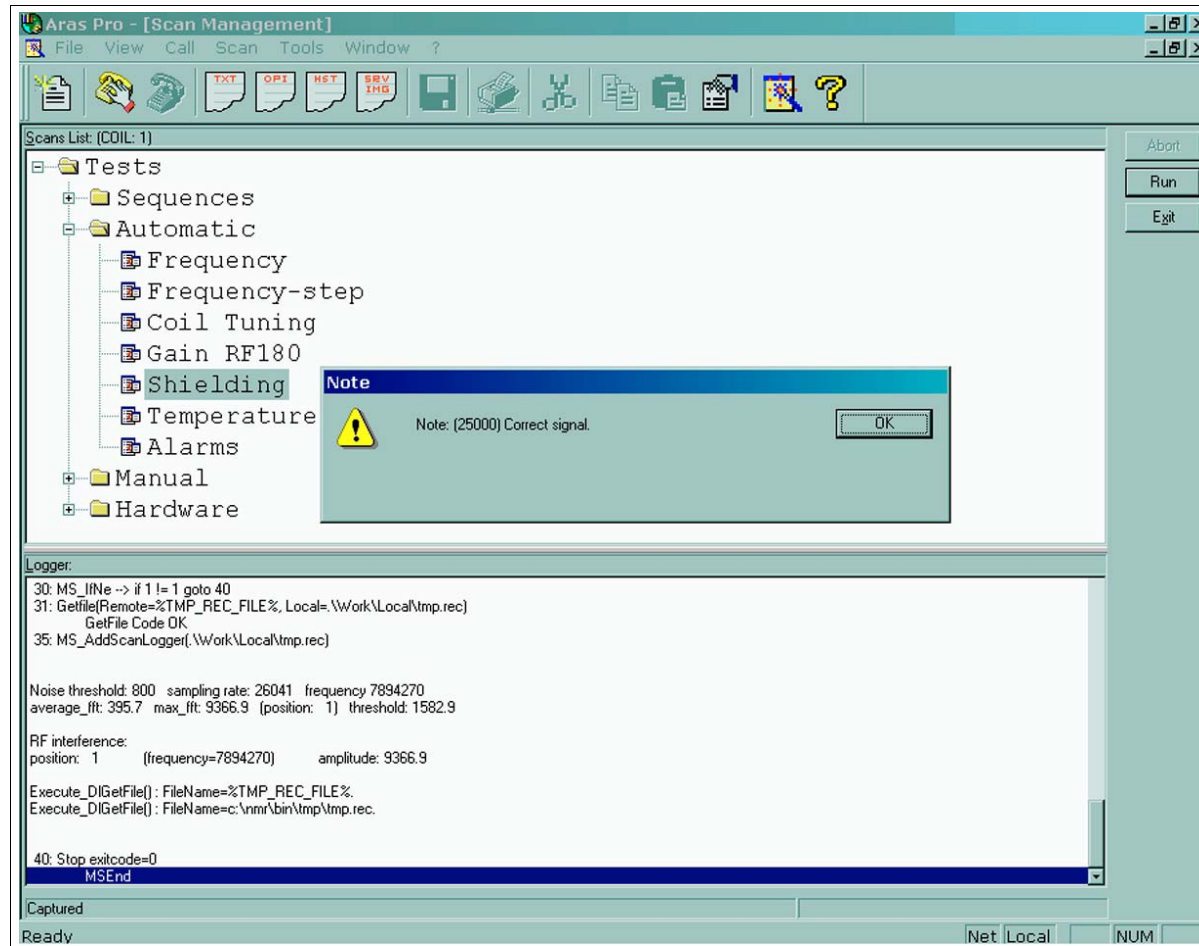 Aras Pro - [Scan Management]
File View Call Scan Tools Window ?
TXT OPI HST SRV IMG
Scans List: (COIL: 1)
Tests
Sequences
Automatic
Frequency
Frequency-step
Coil Tuning
Gain RF180
Shielding
Temperature
Alarms
Manual
Hardware
Abort
Run
Exit
Note
Note: (25000) Correct signal.
OK
Logger:
30: MS_IfNe --> if 1 != 1 goto 40
31: Getfile(Remote=%TMP_REC_FILE%, Local=.\Work\Local\tmp.rec)
GetFile Code OK
35: MS_AddScanLogger(.\Work\Local\tmp.rec)
Noise threshold: 800 sampling rate: 26041 frequency 7894270
average_fft: 395.7 max_fft: 9366.9 (position: 1) threshold: 1582.9
RF interference:
position: 1 (frequency=7894270) amplitude: 9366.9
Execute_DlGetFile() : FileName=%TMP_REC_FILE%.
Execute_DlGetFile() : FileName=c:\nmr\bin\tmp\tmp.rec.
40: Stop exitcode=0
MSEnd
Captured
Ready
Net Local NUM